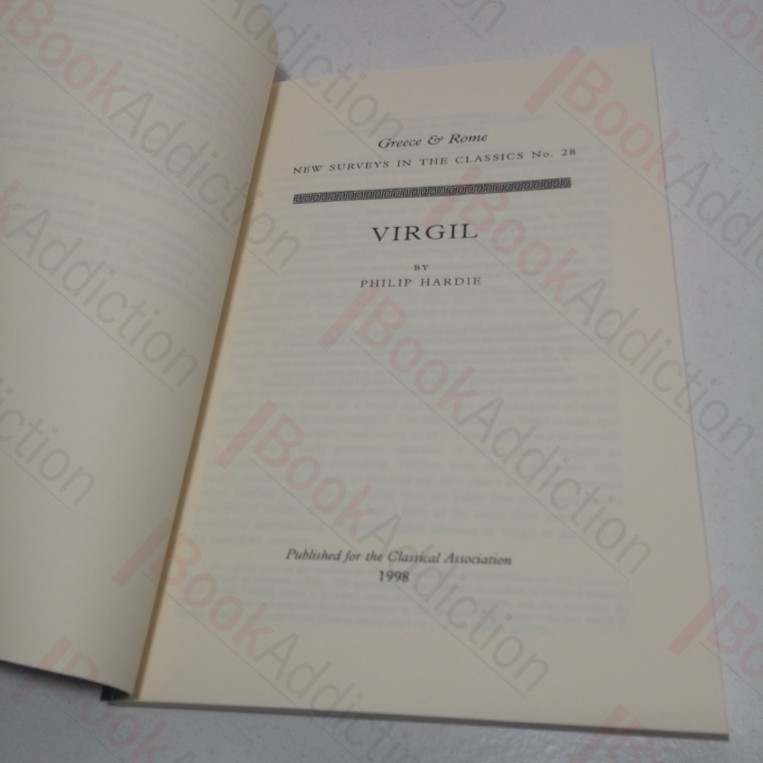 Greece & Rome
NEW SURVEYS IN THE CLASSICS No. 28
VIRGIL
BY
PHILIP HARDIE
Published for the Classical Association
1998
BookAddiction